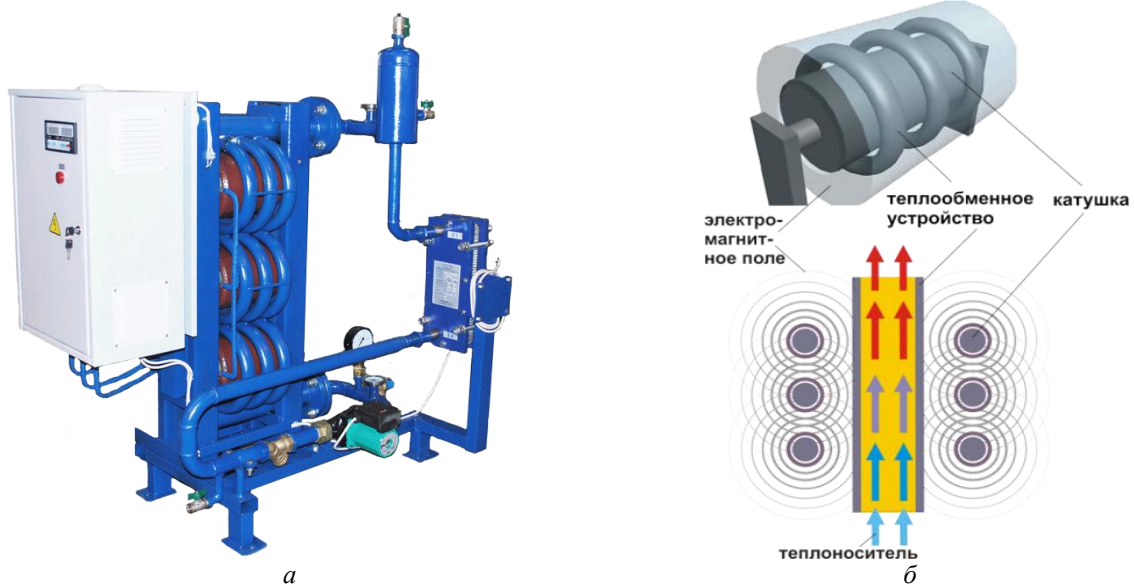 электро-
магнит-
ное поле
теплообменное
устройство
катушка
теплоноситель
а
б